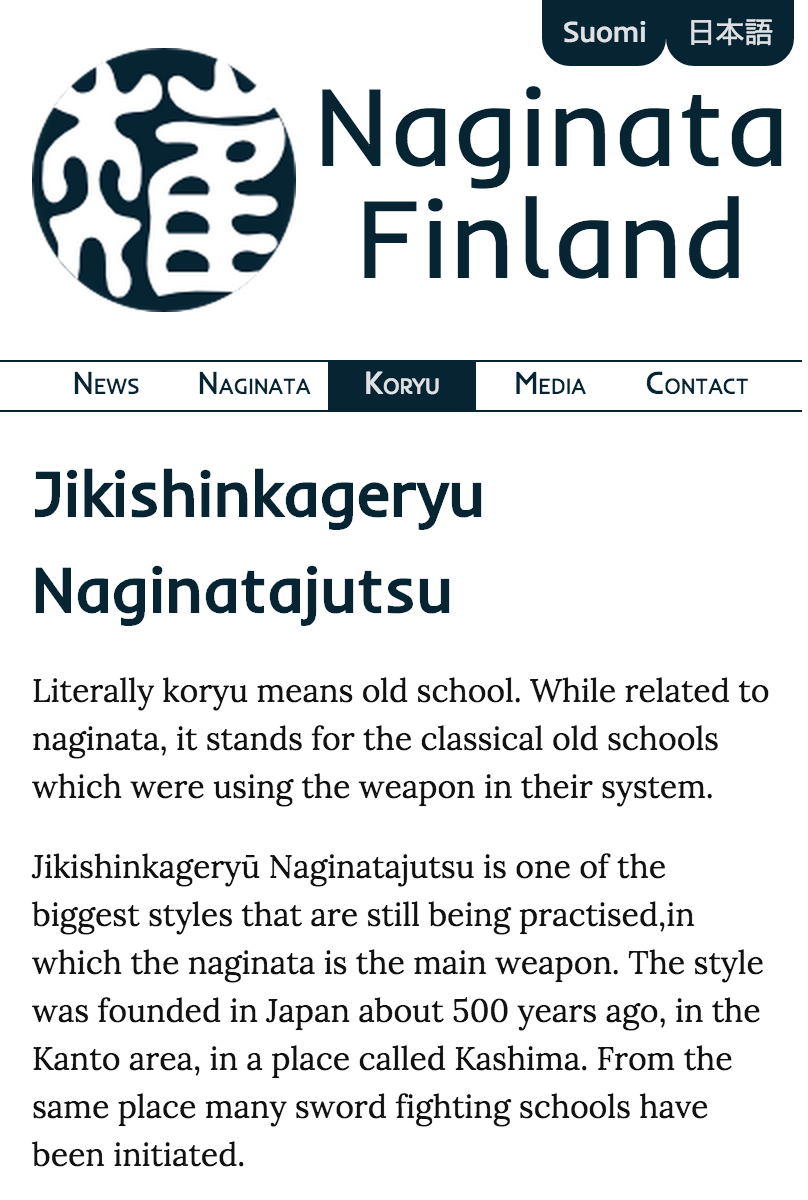 Suomi 日本語
Naginata
Finland
News Naginata Koryu Media Contact
Jikishinkageryu
Naginatajutsu
Literally koryu means old school. While related to
naginata, it stands for the classical old schools
which were using the weapon in their system.
Jikishinkageryū Naginatajutsu is one of the
biggest styles that are still being practised,in
which the naginata is the main weapon. The style
was founded in Japan about 500 years ago, in the
Kanto area, in a place called Kashima. From the
same place many sword fighting schools have
been initiated.